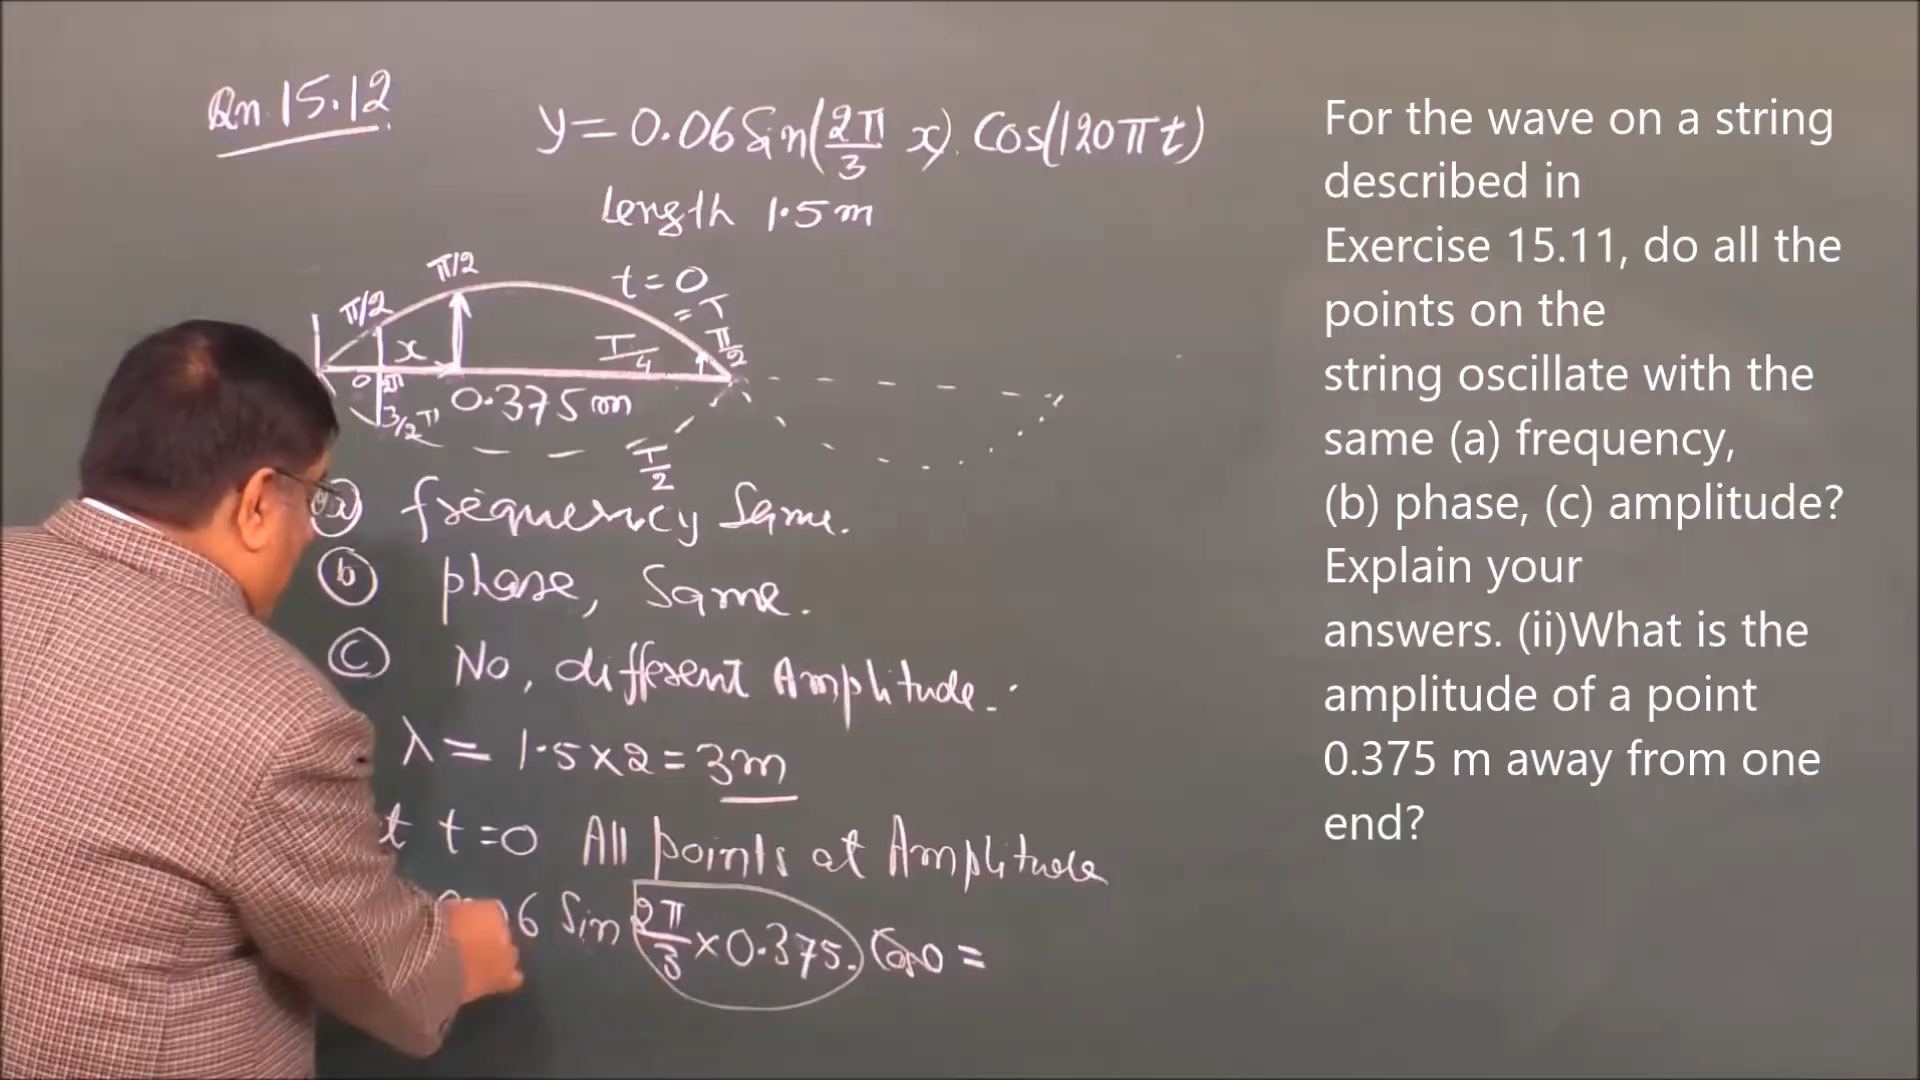 Qn 15.12
y = 0.06 Sin(2π/3 x) Cos(120πt)
length 1.5m
π/2
t = 0
π/2
= T
x
T/4
π/2
0
π
0.375 m
3/2 π
T/2
(a) frequency Same.
(b) phase, Same.
(c) No, different Amplitude.
λ = 1.5×2 = 3m
t t=0 All points at Amplitude
6 Sin 2π/3 × 0.375. Cos0 =
For the wave on a string
described in
Exercise 15.11, do all the
points on the
string oscillate with the
same (a) frequency,
(b) phase, (c) amplitude?
Explain your
answers. (ii)What is the
amplitude of a point
0.375 m away from one
end?